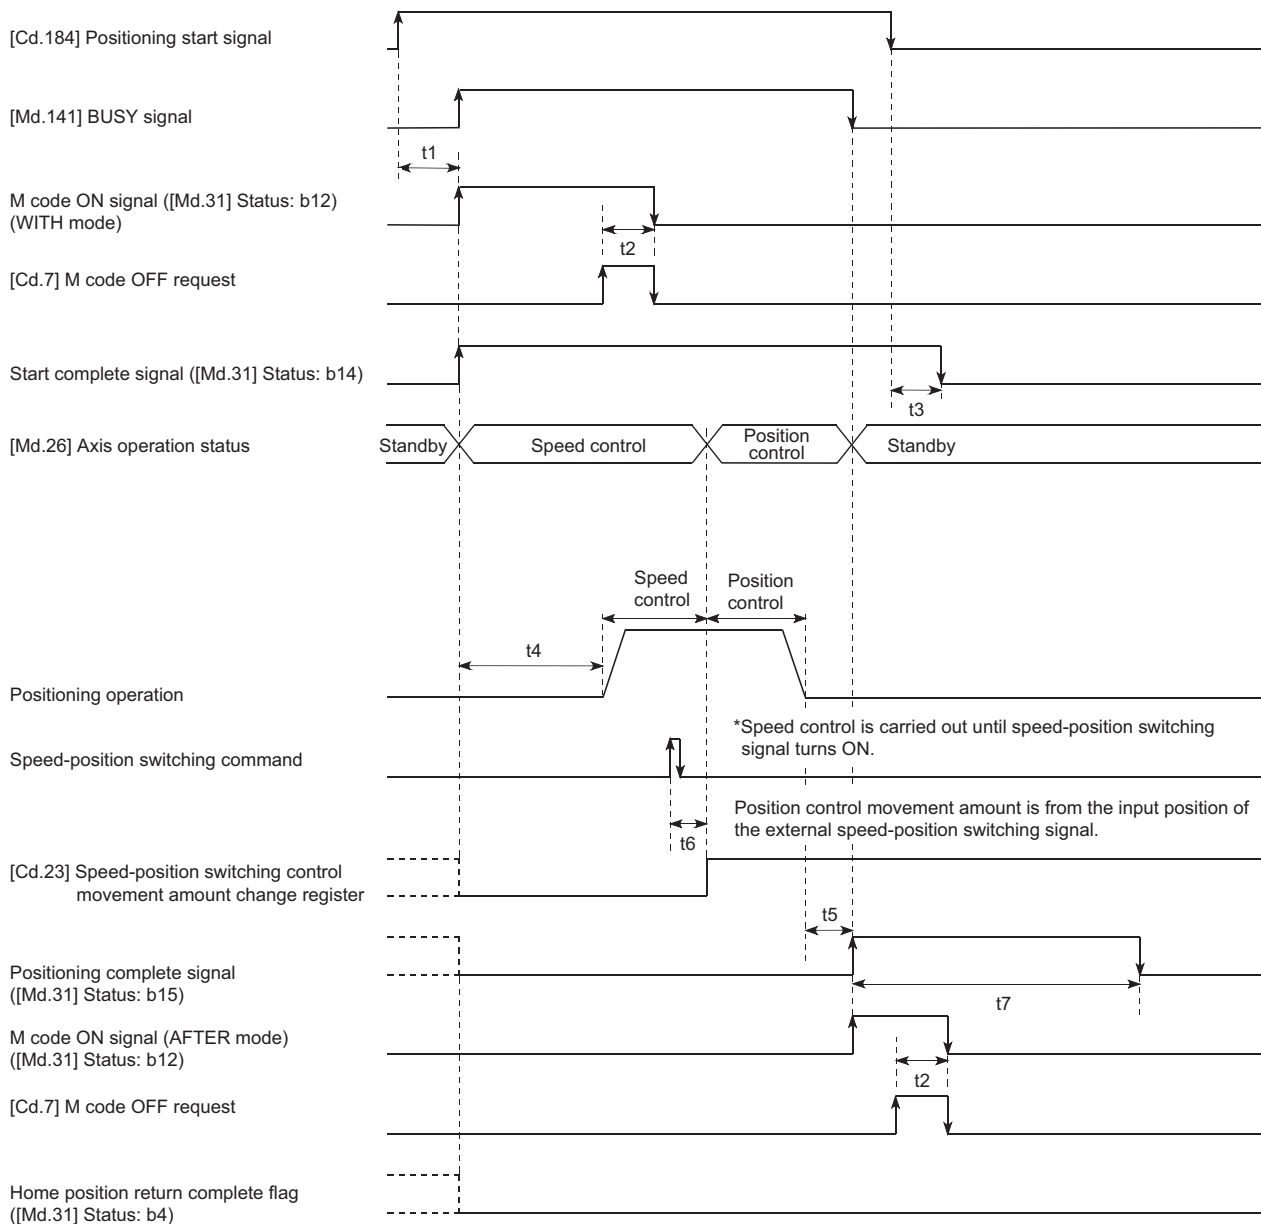 [Cd.184] Positioning start signal
[Md.141] BUSY signal
t1
M code ON signal ([Md.31] Status: b12)
(WITH mode)
t2
[Cd.7] M code OFF request
Start complete signal ([Md.31] Status: b14)
t3
[Md.26] Axis operation status
Standby
Speed control
Position
control
Standby
Speed
control
Position
control
t4
Positioning operation
*Speed control is carried out until speed-position switching
signal turns ON.
Speed-position switching command
Position control movement amount is from the input position of
the external speed-position switching signal.
t6
[Cd.23] Speed-position switching control
movement amount change register
t5
Positioning complete signal
([Md.31] Status: b15)
t7
M code ON signal (AFTER mode)
([Md.31] Status: b12)
t2
[Cd.7] M code OFF request
Home position return complete flag
([Md.31] Status: b4)